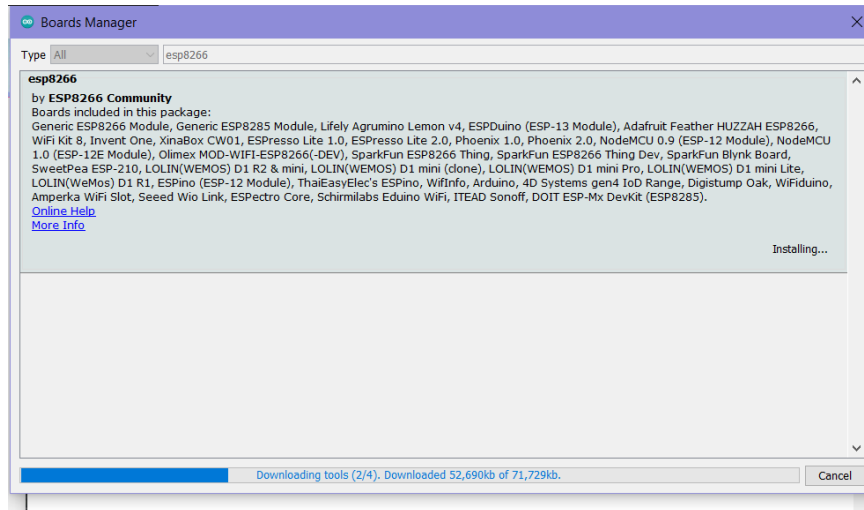 Boards Manager
Type All esp8266
esp8266
by ESP8266 Community
Boards included in this package:
Generic ESP8266 Module, Generic ESP8285 Module, Lifely Agrumino Lemon v4, ESPDuino (ESP-13 Module), Adafruit Feather HUZZAH ESP8266,
WiFi Kit 8, Invent One, XinaBox CW01, ESPresso Lite 1.0, ESPresso Lite 2.0, Phoenix 1.0, Phoenix 2.0, NodeMCU 0.9 (ESP-12 Module), NodeMCU
1.0 (ESP-12E Module), Olimex MOD-WIFI-ESP8266(-DEV), SparkFun ESP8266 Thing, SparkFun ESP8266 Thing Dev, SparkFun Blynk Board,
SweetPea ESP-210, LOLIN(WEMOS) D1 R2 & mini, LOLIN(WEMOS) D1 mini (clone), LOLIN(WEMOS) D1 mini Pro, LOLIN(WEMOS) D1 mini Lite,
LOLIN(WeMos) D1 R1, ESPino (ESP-12 Module), ThaiEasyElec's ESPino, WifInfo, Arduino, 4D Systems gen4 IoD Range, Digistump Oak, WiFiduino,
Amperka WiFi Slot, Seeed Wio Link, ESPectro Core, Schirmilabs Eduino WiFi, ITEAD Sonoff, DOIT ESP-Mx DevKit (ESP8285).
Online Help
More Info
Installing...
Downloading tools (2/4). Downloaded 52,690kb of 71,729kb.
Cancel